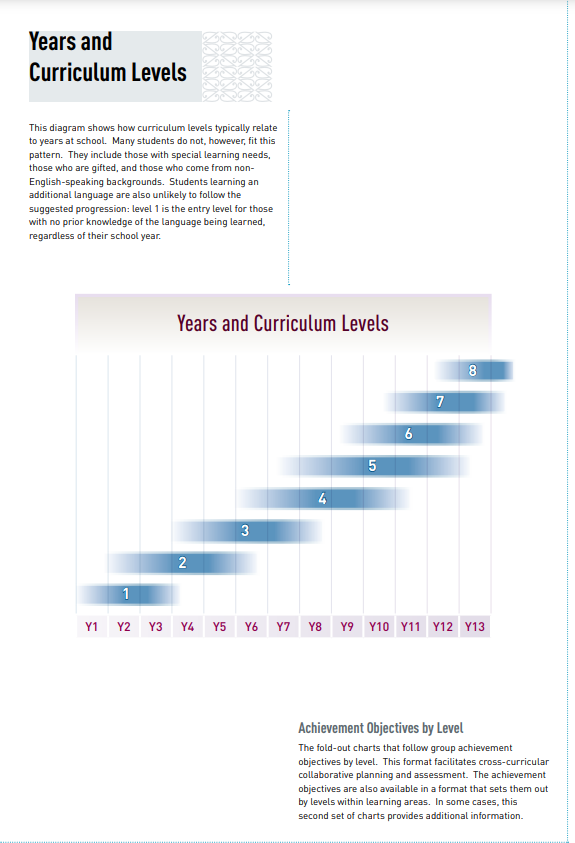 Years and
Curriculum Levels
This diagram shows how curriculum levels typically relate
to years at school. Many students do not, however, fit this
pattern. They include those with special learning needs,
those who are gifted, and those who come from non-
English-speaking backgrounds. Students learning an
additional language are also unlikely to follow the
suggested progression: level 1 is the entry level for those
with no prior knowledge of the language being learned,
regardless of their school year.
Years and Curriculum Levels
8
7
6
5
4
3
2
1
Y1 Y2 Y3 Y4 Y5 Y6 Y7 Y8 Y9 Y10 Y11 Y12 Y13
Achievement Objectives by Level
The fold-out charts that follow group achievement
objectives by level. This format facilitates cross-curricular
collaborative planning and assessment. The achievement
objectives are also available in a format that sets them out
by levels within learning areas. In some cases, this
second set of charts provides additional information.